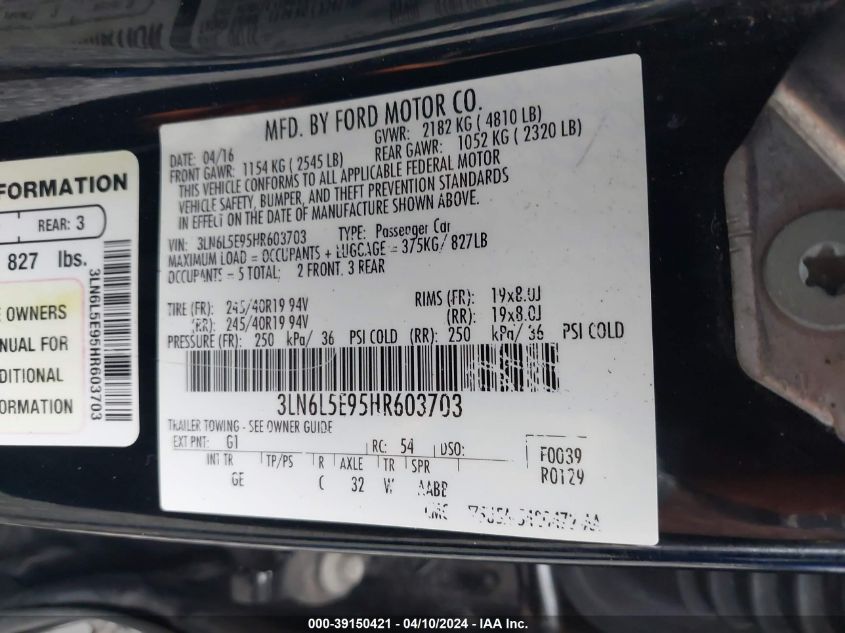 FORMATION
REAR: 3
827 lbs.
E OWNERS
ANUAL FOR
DITIONAL
FORMATION
3LN6L5E95HR603703
MFD. BY FORD MOTOR CO.
DATE: 04/16 GVWR: 2182 KG ( 4810 LB)
FRONT GAWR: 1154 KG ( 2545 LB) REAR GAWR: 1052 KG ( 2320 LB)
THIS VEHICLE CONFORMS TO ALL APPLICABLE FEDERAL MOTOR
VEHICLE SAFETY, BUMPER, AND THEFT PREVENTION STANDARDS
IN EFFECT ON THE DATE OF MANUFACTURE SHOWN ABOVE.
VIN: 3LN6L5E95HR603703 TYPE: Passenger Car
MAXIMUM LOAD = OCCUPANTS + LUGGAGE = 375KG/ 827LB
OCCUPANTS - 5 TOTAL: 2 FRONT, 3 REAR
TIRE (FR): 245/40R19 94V RIMS (FR): 19x8.0J
(RR): 245/40R19 94V (RR): 19x8.0J
PRESSURE (FR): 250 kPa/ 36 PSI COLD (RR): 250 kPa/ 36 PSI COLD
3LN6L5E95HR603703
TRAILER TOWING - SEE OWNER GUIDE
EXT PNT: G1 RC: 54 DSO: F0039
INT TR TP/PS R AXLE TR SPR R0129
GE C 32 W AABB
000-39150421 - 04/10/2024 - IAA Inc.